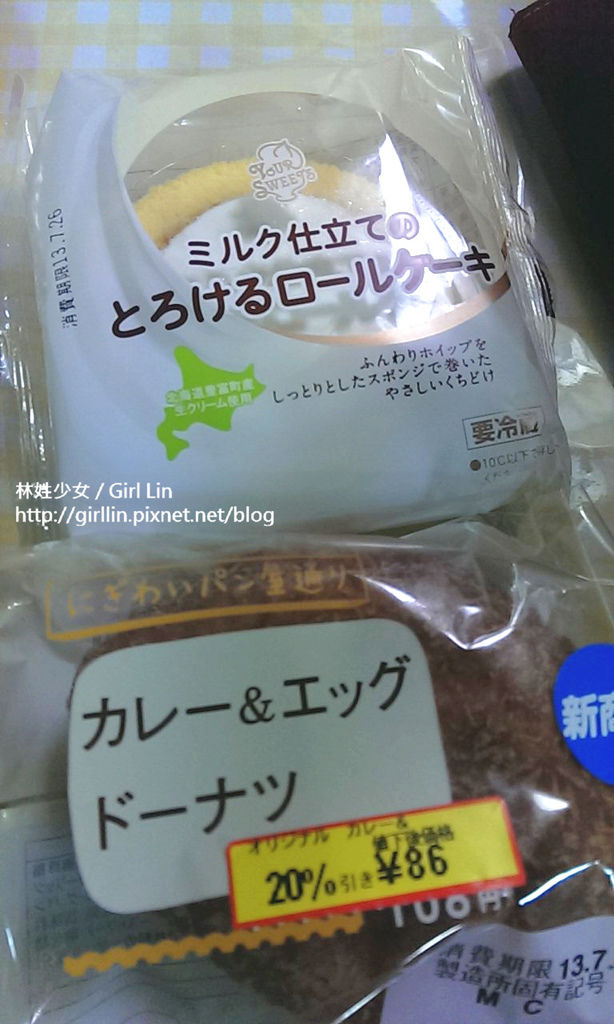 YOUR
SWEETS
ミルク仕立ての
とろけるロールケーキ
消費期限13.7.26
ふんわりホイップを
しっとりとしたスポンジで巻いた
やさしいくちどけ
北海道豊富町産
生クリーム使用
要冷蔵
●10℃以下で
林姓少女 / Girl Lin
http://girllin.pixnet.net/blog
にぎわいパン屋通り
カレー&エッグ
ドーナツ
新商
オリジナル カレー&
値下後価格
20%引き ¥86
108円
消費期限 13.7
製造所固有記号
M C